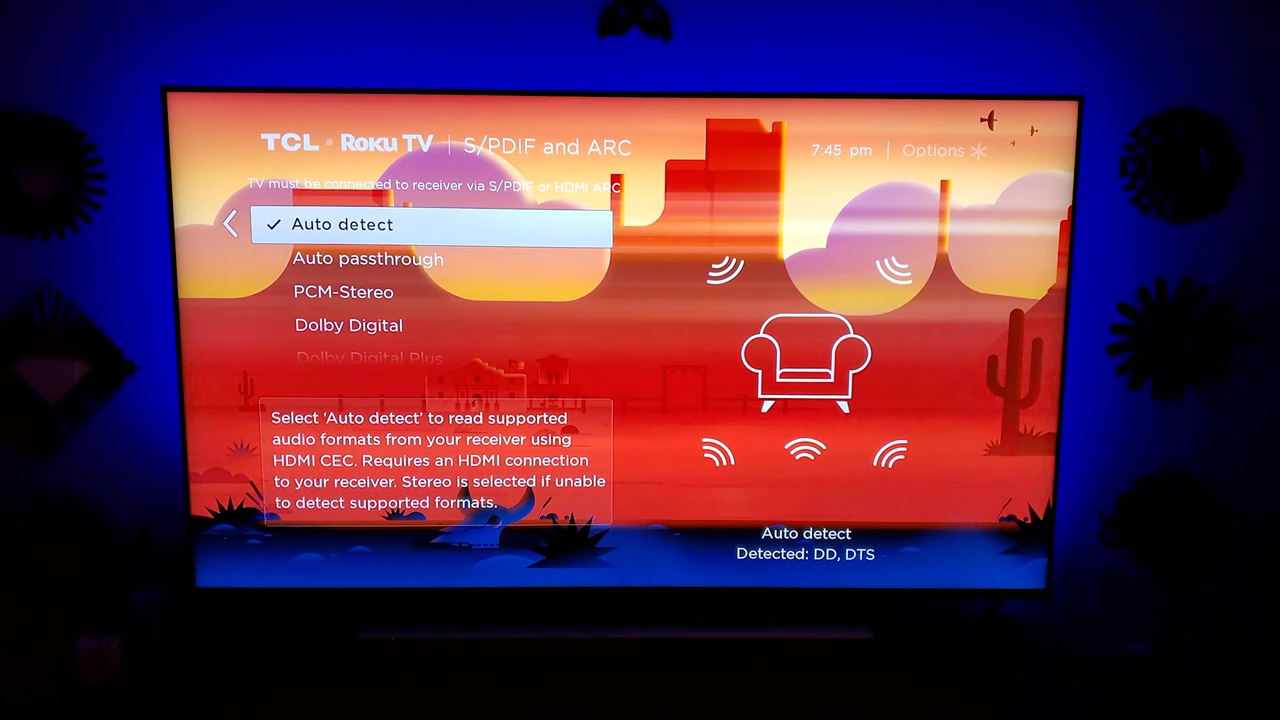 TCL • Roku TV | S/PDIF and ARC
7:45 pm | Options ✳
TV must be connected to receiver via S/PDIF or HDMI ARC
✓ Auto detect
Auto passthrough
PCM-Stereo
Dolby Digital
Dolby Digital Plus
Select ‘Auto detect’ to read supported
audio formats from your receiver using
HDMI CEC. Requires an HDMI connection
to your receiver. Stereo is selected if unable
to detect supported formats.
Auto detect
Detected: DD, DTS